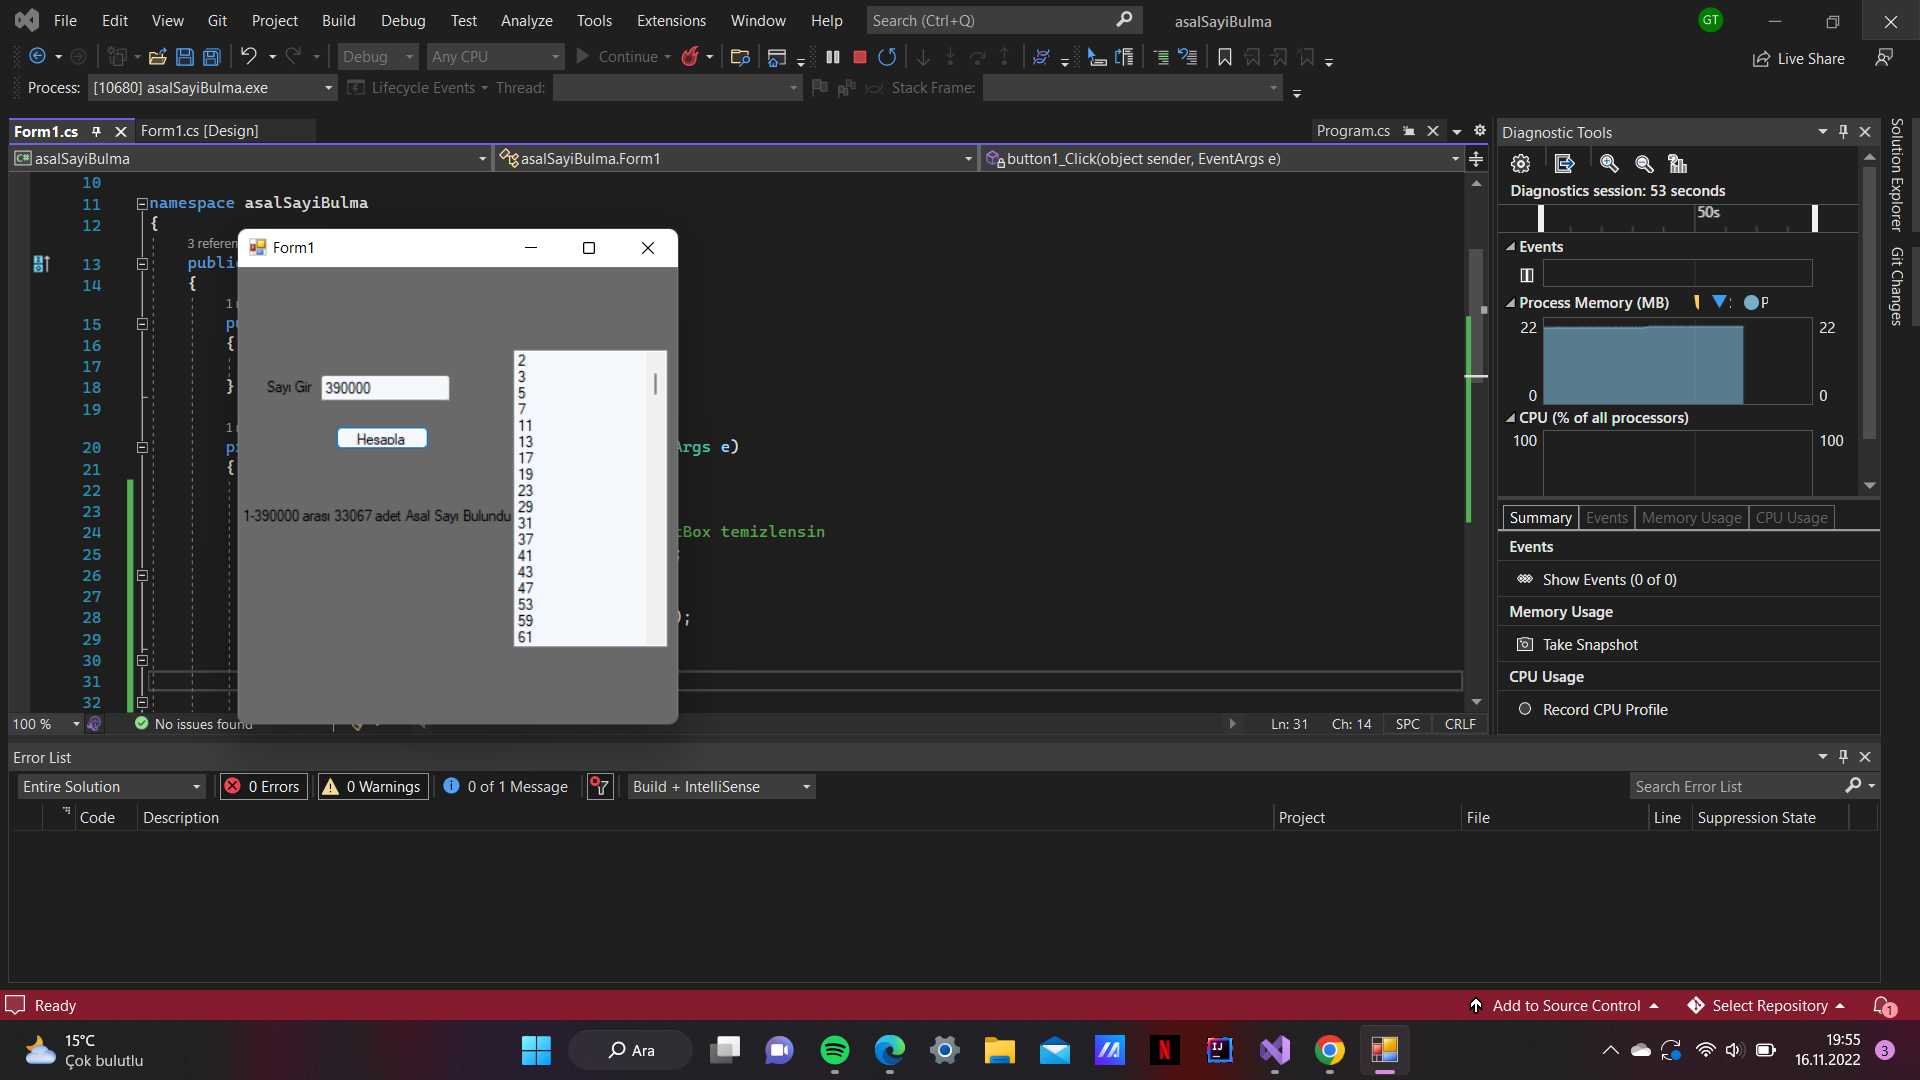 File Edit View Git Project Build Debug Test Analyze Tools Extensions Window Help Search (Ctrl+Q) asalSayiBulma GT
Debug Any CPU Continue Live Share
Process: [10680] asalSayiBulma.exe Lifecycle Events Thread: Stack Frame:
Form1.cs Form1.cs [Design] Program.cs
C# asalSayiBulma asalSayiBulma.Form1 button1_Click(object sender, EventArgs e)
10
11 namespace asalSayiBulma
12 {
3 referen
13 public
14 {
1
15 pu
16 {
17
18 }
19
1
20 p Args e)
21 {
22
23
24 tBox temizlensin
25 ;
26
27
28 );
29
30
31
32
Form1
Sayı Gir 390000
Hesapla
1-390000 arası 33067 adet Asal Sayı Bulundu
2
3
5
7
11
13
17
19
23
29
31
37
41
43
47
53
59
61
100 % No issues found Ln: 31 Ch: 14 SPC CRLF
Diagnostic Tools
Diagnostics session: 53 seconds
50s
Events
Process Memory (MB) P
22 22
0 0
CPU (% of all processors)
100 100
Summary Events Memory Usage CPU Usage
Events
Show Events (0 of 0)
Memory Usage
Take Snapshot
CPU Usage
Record CPU Profile
Solution Explorer
Git Changes
Error List
Entire Solution 0 Errors 0 Warnings 0 of 1 Message Build + IntelliSense Search Error List
Code Description Project File Line Suppression State
Ready Add to Source Control Select Repository 1
15°C
Çok bulutlu
Ara
N
IJ
19:55
16.11.2022
3